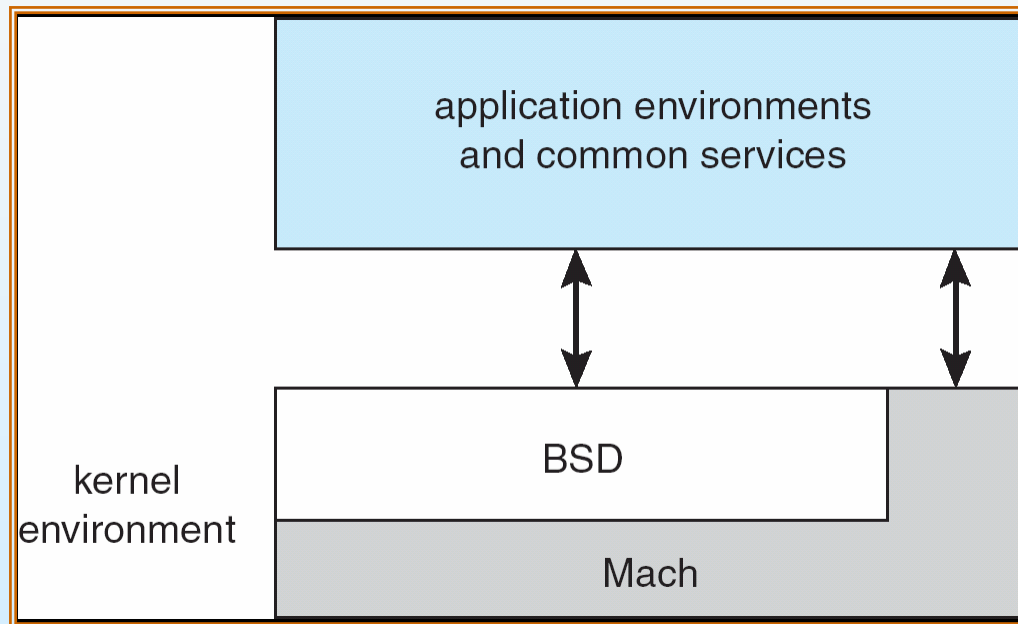 application environments
and common services
BSD
kernel
environment
Mach